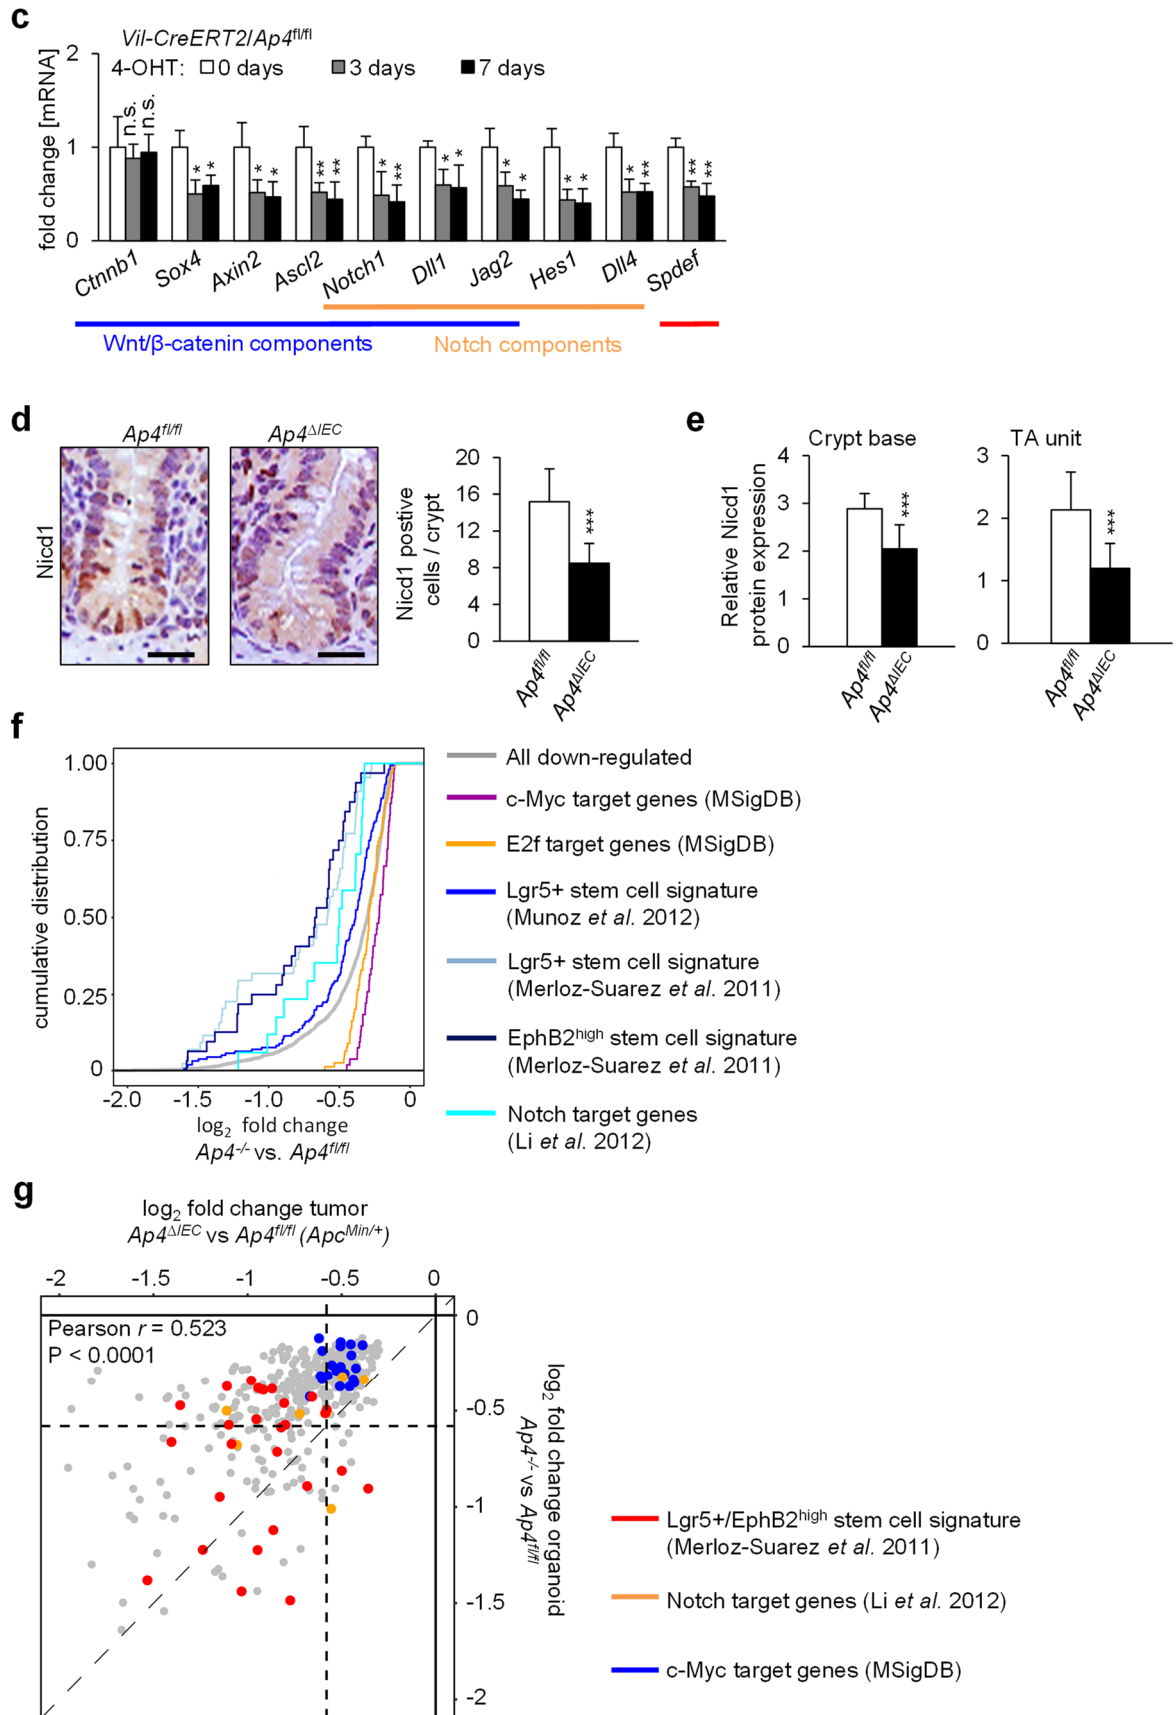 c
Vil-CreERT2/Ap4fl/fl
4-OHT: 0 days 3 days 7 days
fold change [mRNA]
2
1
0
n.s. n.s.
* *
* *
** **
* **
* *
* *
* *
* **
** **
Ctnnb1 Sox4 Axin2 Ascl2 Notch1 Dll1 Jag2 Hes1 Dll4 Spdef
Wnt/β-catenin components
Notch components
d
Ap4fl/fl
Ap4ΔIEC
Nicd1
Nicd1 postive
cells / crypt
20
16
12
8
4
0
***
Ap4fl/fl
Ap4ΔIEC
e
Relative Nicd1
protein expression
Crypt base
4
3
2
1
0
***
Ap4fl/fl
Ap4ΔIEC
TA unit
3
2
1
0
***
Ap4fl/fl
Ap4ΔIEC
f
cumulative distribution
1.00
0.75
0.50
0.25
0
-2.0 -1.5 -1.0 -0.5 0
log2 fold change
Ap4-/- vs. Ap4fl/fl
All down-regulated
c-Myc target genes (MSigDB)
E2f target genes (MSigDB)
Lgr5+ stem cell signature
(Munoz et al. 2012)
Lgr5+ stem cell signature
(Merloz-Suarez et al. 2011)
EphB2high stem cell signature
(Merloz-Suarez et al. 2011)
Notch target genes
(Li et al. 2012)
g
log2 fold change tumor
Ap4ΔIEC vs Ap4fl/fl (ApcMin/+)
-2 -1.5 -1 -0.5 0
Pearson r = 0.523
P < 0.0001
0
-0.5
-1
-1.5
-2
log2 fold change organoid
Ap4-/- vs Ap4fl/fl
Lgr5+/EphB2high stem cell signature
(Merloz-Suarez et al. 2011)
Notch target genes (Li et al. 2012)
c-Myc target genes (MSigDB)